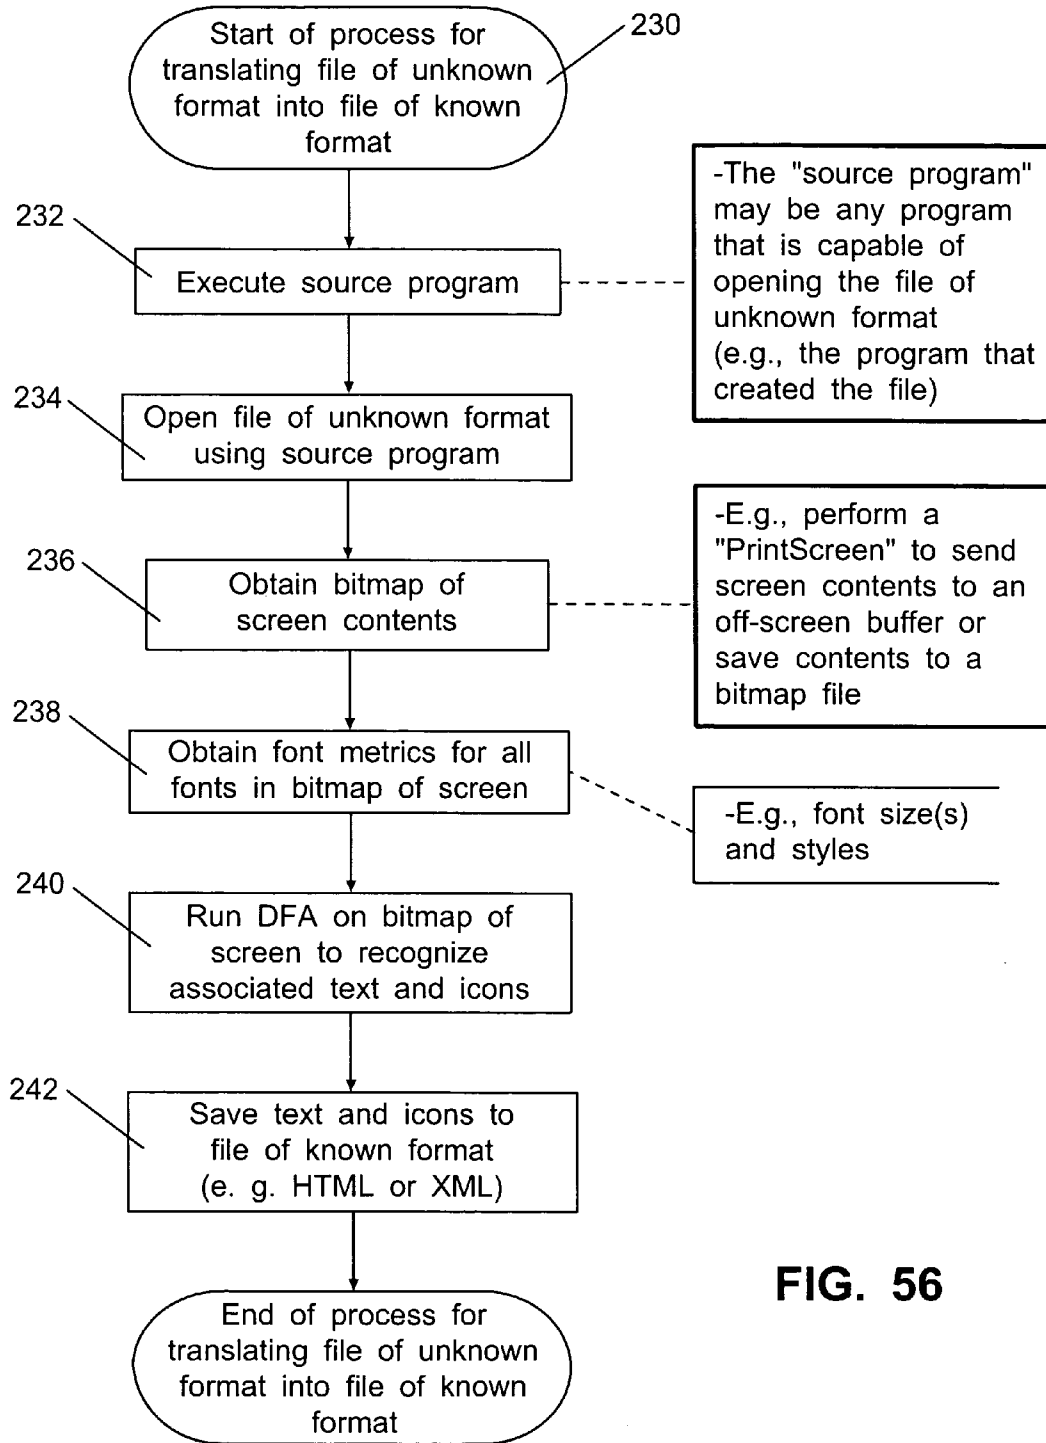 Start of process for
translating file of unknown
format into file of known
format
230
232
Execute source program
-The "source program"
may be any program
that is capable of
opening the file of
unknown format
(e.g., the program that
created the file)
234
Open file of unknown format
using source program
236
Obtain bitmap of
screen contents
-E.g., perform a
"PrintScreen" to send
screen contents to an
off-screen buffer or
save contents to a
bitmap file
238
Obtain font metrics for all
fonts in bitmap of screen
-E.g., font size(s)
and styles
240
Run DFA on bitmap of
screen to recognize
associated text and icons
242
Save text and icons to
file of known format
(e. g. HTML or XML)
End of process for
translating file of unknown
format into file of known
format
FIG. 56